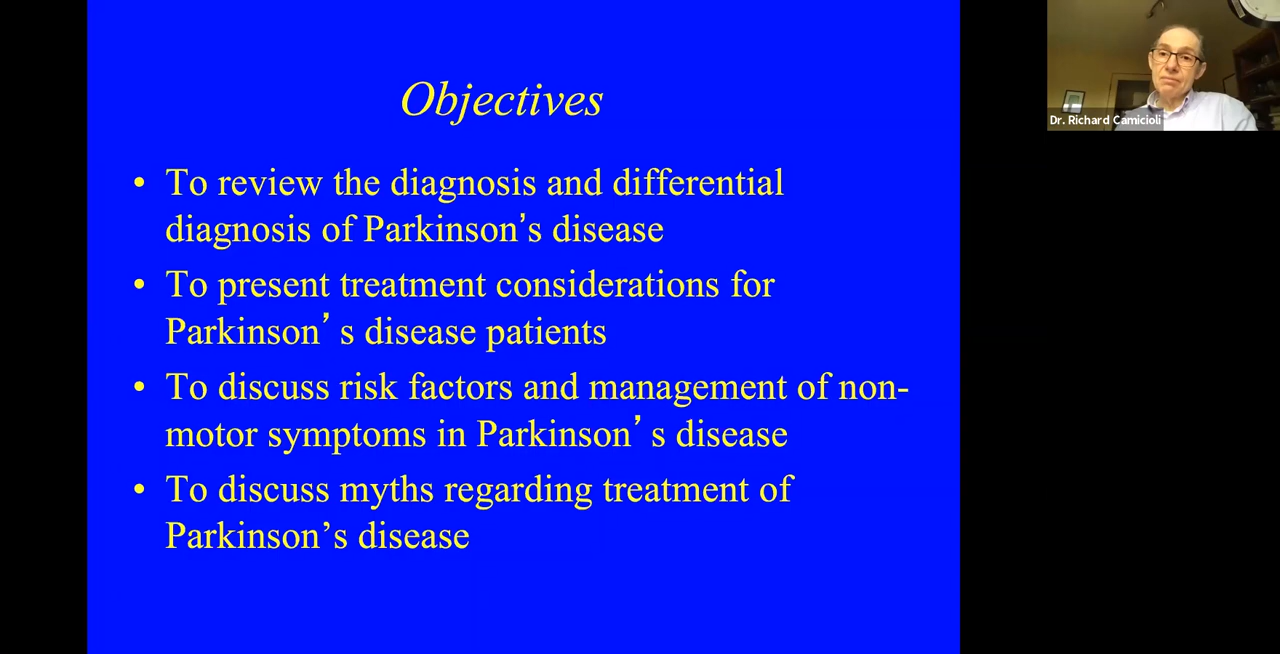 Objectives
• To review the diagnosis and differential
diagnosis of Parkinson’s disease
• To present treatment considerations for
Parkinson’ s disease patients
• To discuss risk factors and management of non-
motor symptoms in Parkinson’ s disease
• To discuss myths regarding treatment of
Parkinson’s disease
Dr. Richard Camicioli